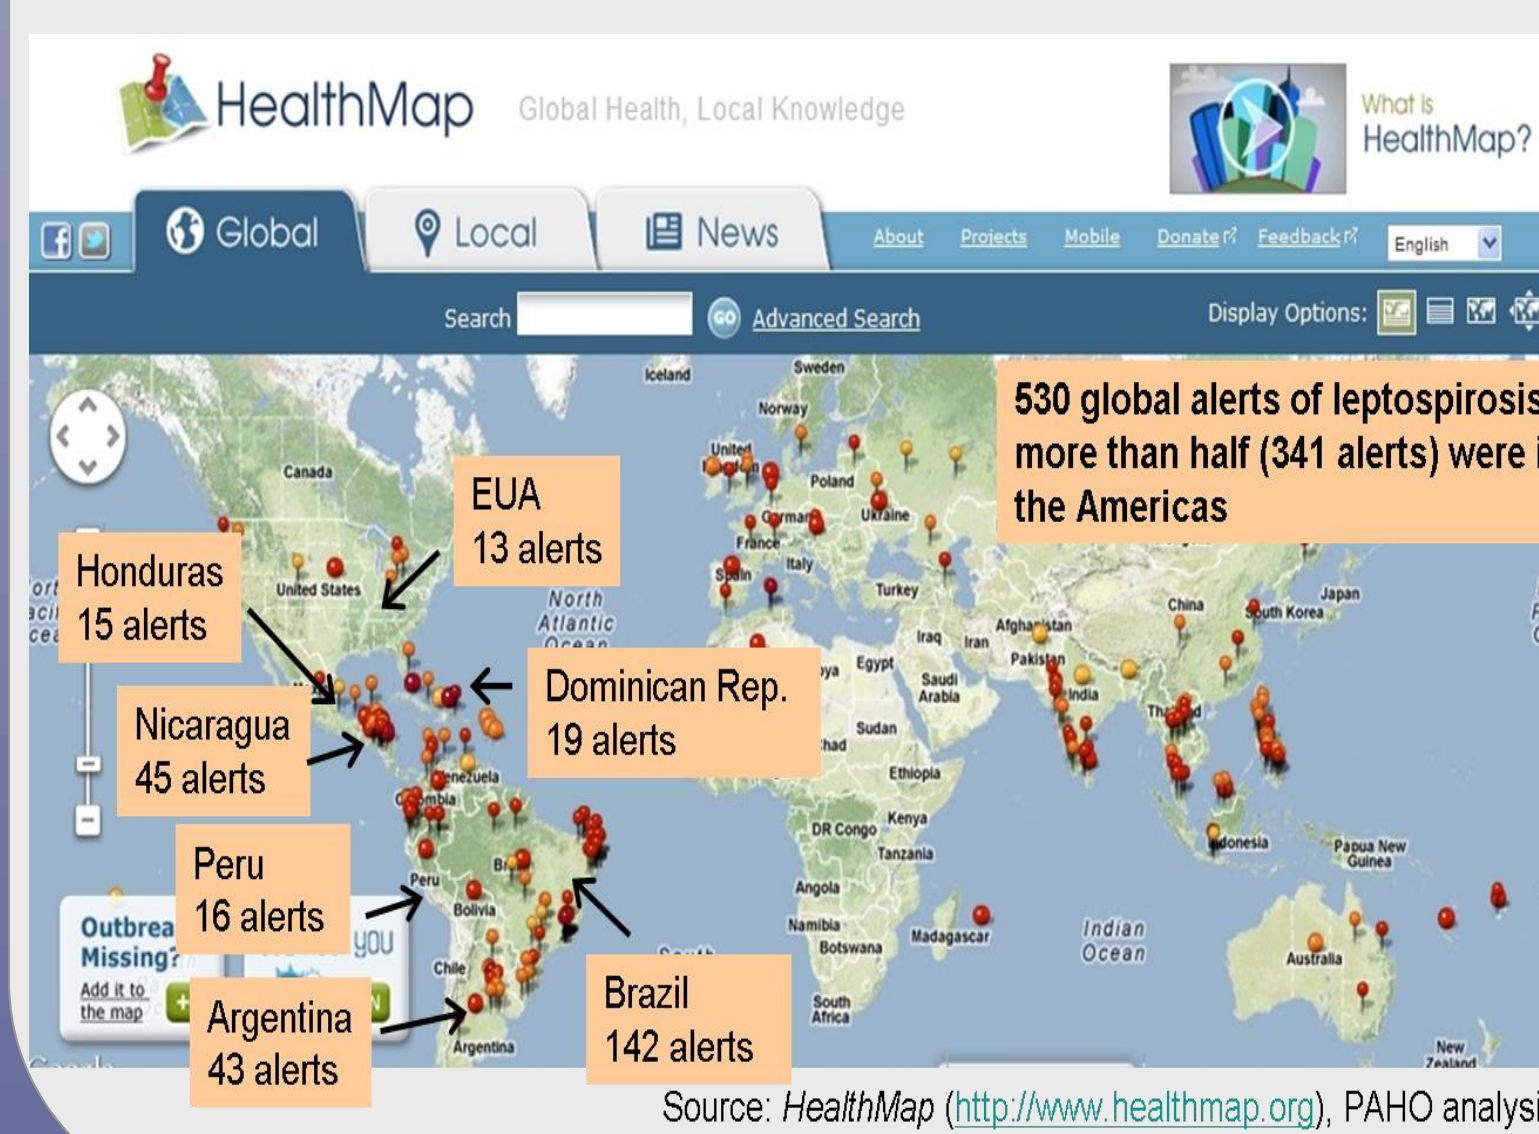 HealthMap
Global Health, Local Knowledge
What is
HealthMap?
Global
Local
News
About
Projects
Mobile
Donate
Feedback
English
Search
GO
Advanced Search
Display Options:
530 global alerts of leptospirosis
more than half (341 alerts) were
the Americas
EUA
13 alerts
Honduras
15 alerts
Dominican Rep.
19 alerts
Nicaragua
45 alerts
Peru
16 alerts
Argentina
43 alerts
Brazil
142 alerts
Iceland
Sweden
Norway
United
Canada
Poland
Ukraine
France
Italy
Spain
Turkey
United States
North
Atlantic
Ocean
China
Japan
South Korea
Afghanistan
Iraq
Iran
Pakistan
Egypt
Saudi
Arabia
India
Sudan
Ethiopia
Kenya
DR Congo
Tanzania
Angola
Namibia
Botswana
Madagascar
South
Africa
Indian
Ocean
Papua New
Guinea
Australia
New
Zealand
Peru
Bolivia
Chile
Argentina
Missing?
Add it to
the map
YOU
Source: HealthMap (http://www.healthmap.org), PAHO